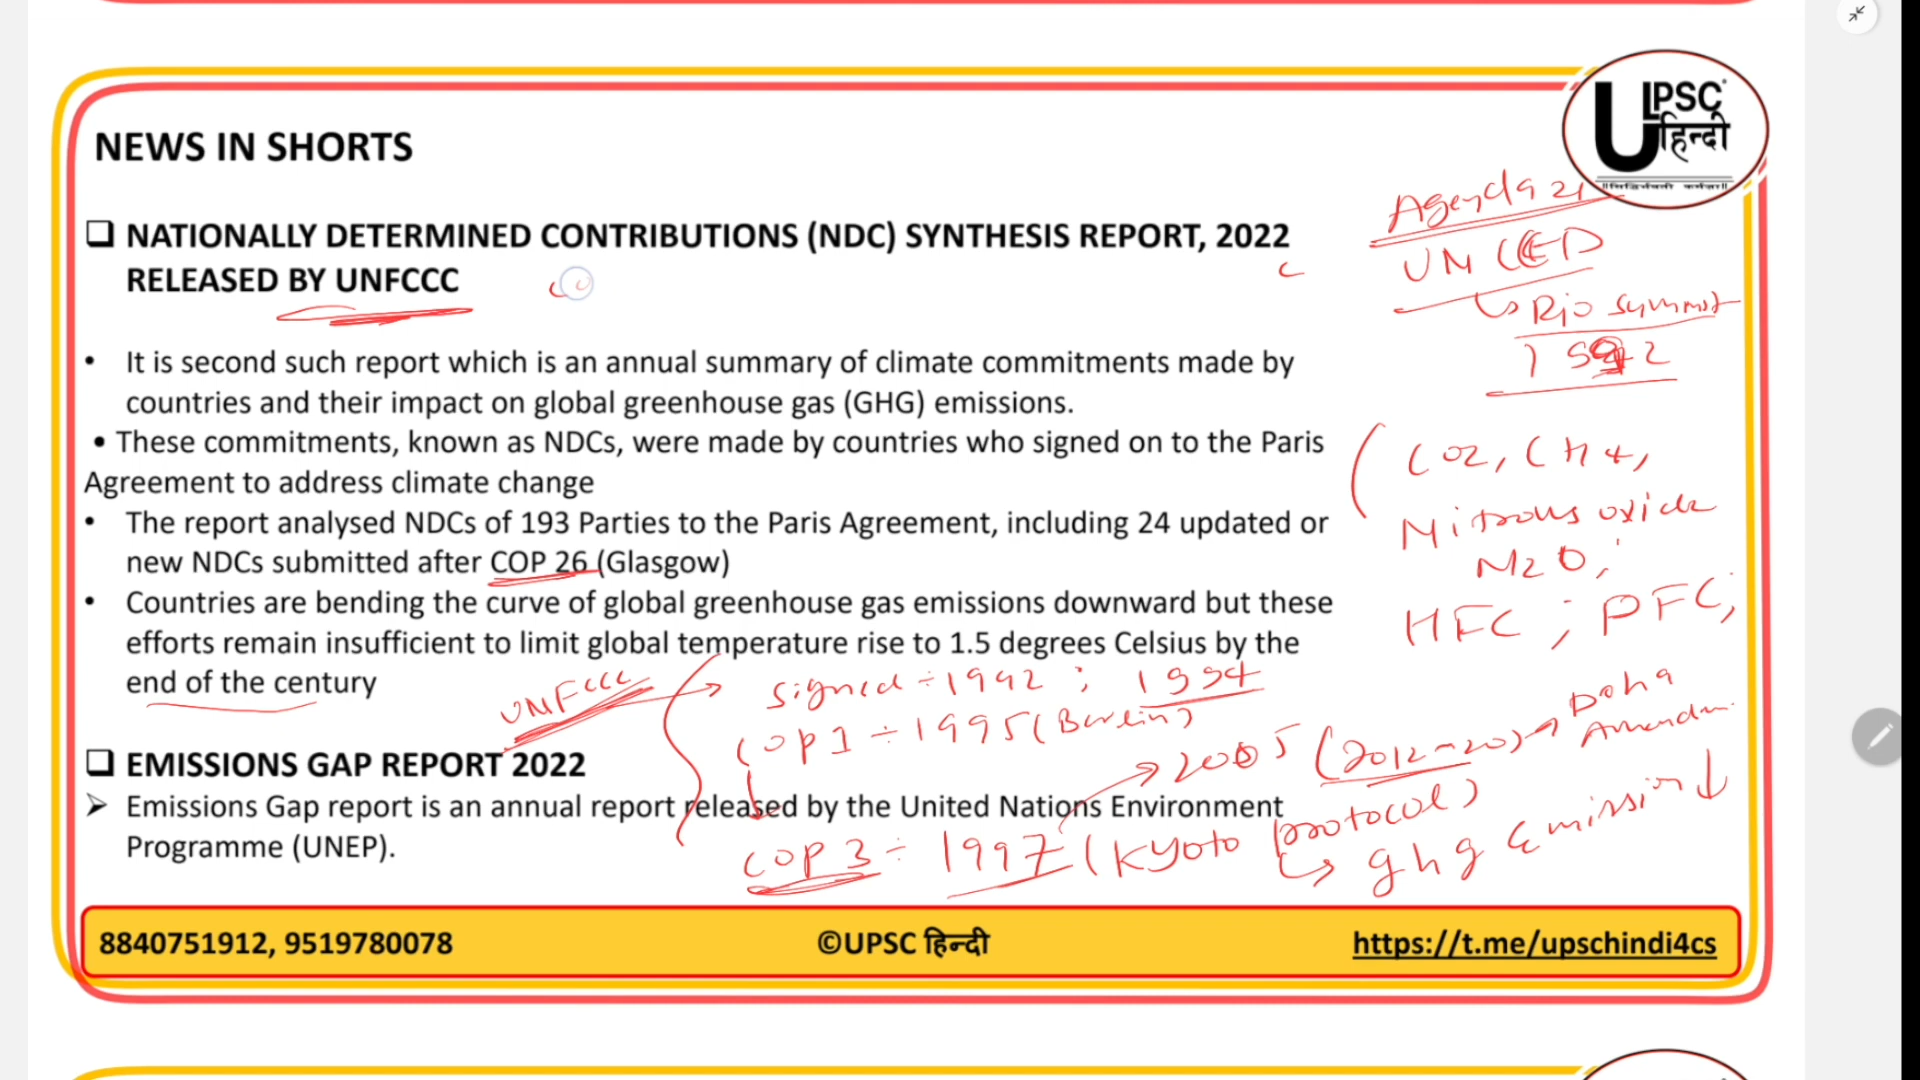 UPSC
हिन्दी
NEWS IN SHORTS
Agenda 21
❑ NATIONALLY DETERMINED CONTRIBUTIONS (NDC) SYNTHESIS REPORT, 2022
RELEASED BY UNFCCC
Rio Summit
1992
• It is second such report which is an annual summary of climate commitments made by
countries and their impact on global greenhouse gas (GHG) emissions.
• These commitments, known as NDCs, were made by countries who signed on to the Paris
Agreement to address climate change
• The report analysed NDCs of 193 Parties to the Paris Agreement, including 24 updated or
new NDCs submitted after COP 26 (Glasgow)
• Countries are bending the curve of global greenhouse gas emissions downward but these
efforts remain insufficient to limit global temperature rise to 1.5 degrees Celsius by the
end of the century
CO2, CH4,
Nitrous oxide
N2O;
HFC; PFC;
UNFCCC → signed ÷ 1992 ; 1994
COP 1 ÷ 1995 (Berlin)
→ 2005 (2012-20) → Doha
Amendm.
❑ EMISSIONS GAP REPORT 2022
➢ Emissions Gap report is an annual report released by the United Nations Environment
Programme (UNEP).
COP 3 ÷ 1997 (Kyoto protocol)
↳ ghg Emission ↓
8840751912, 9519780078
©UPSC हिन्दी
https://t.me/upschindi4cs